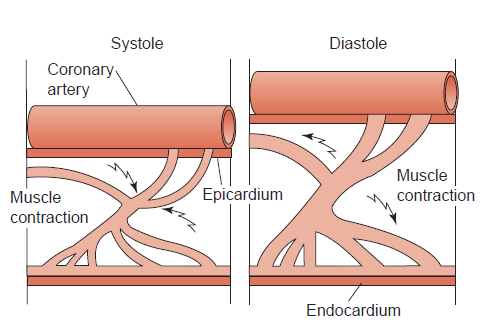 Systole
Diastole
Coronary
artery
Muscle
contraction
Epicardium
Muscle
contraction
Endocardium